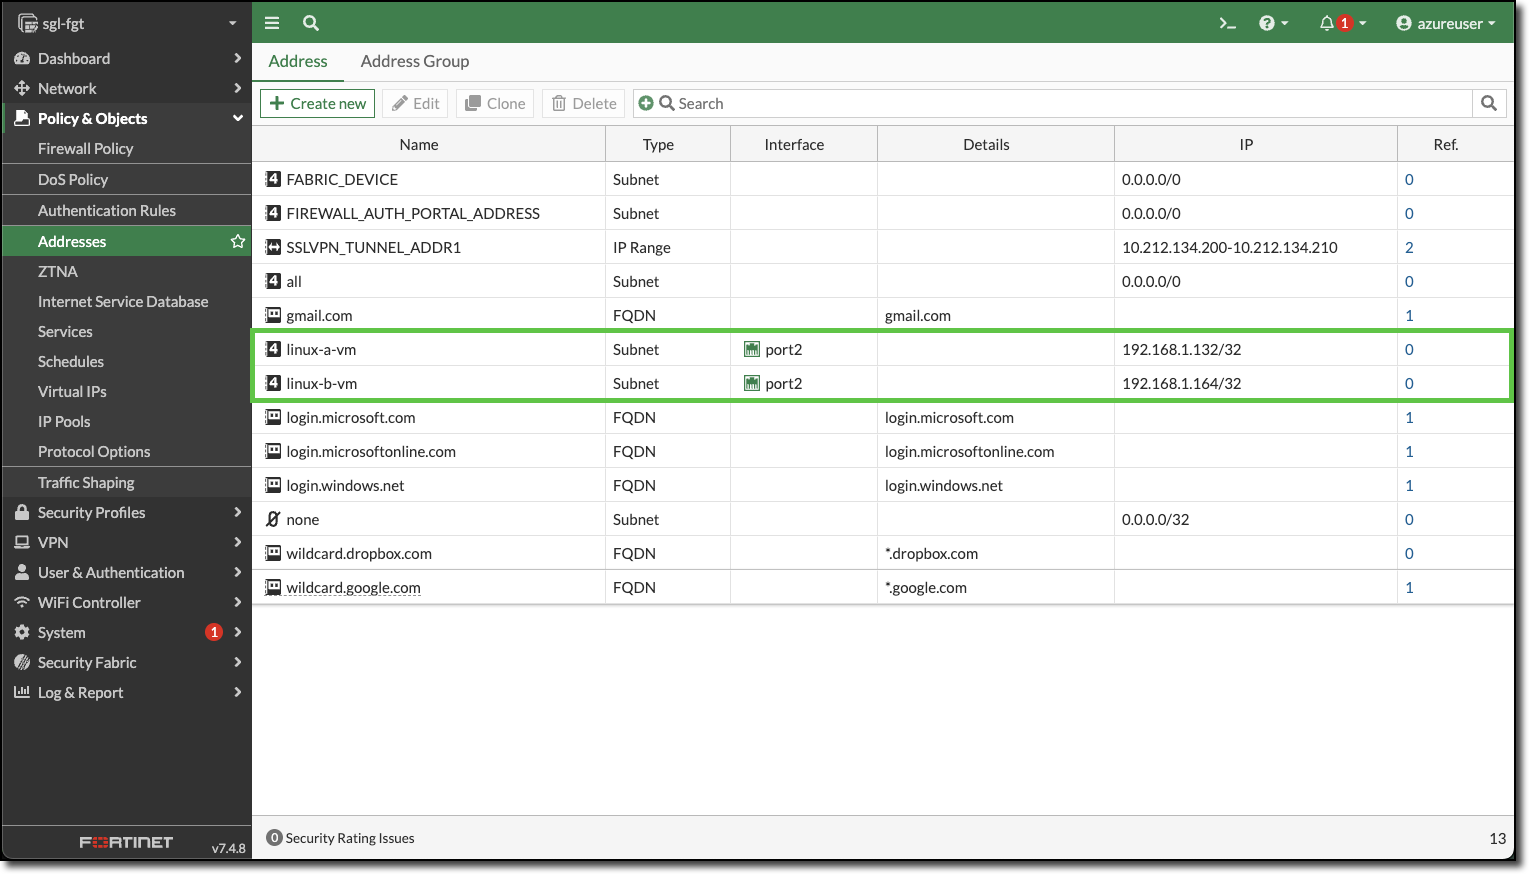 sgl-fgt
1
azureuser
Dashboard
Network
Policy & Objects
Firewall Policy
DoS Policy
Authentication Rules
Addresses
ZTNA
Internet Service Database
Services
Schedules
Virtual IPs
IP Pools
Protocol Options
Traffic Shaping
Security Profiles
VPN
User & Authentication
WiFi Controller
System 1
Security Fabric
Log & Report
FORTINET v7.4.8
Address Address Group
Create new Edit Clone Delete Search
Name Type Interface Details IP Ref.
4 FABRIC_DEVICE Subnet 0.0.0.0/0 0
4 FIREWALL_AUTH_PORTAL_ADDRESS Subnet 0.0.0.0/0 0
SSLVPN_TUNNEL_ADDR1 IP Range 10.212.134.200-10.212.134.210 2
4 all Subnet 0.0.0.0/0 0
gmail.com FQDN gmail.com 1
4 linux-a-vm Subnet port2 192.168.1.132/32 0
4 linux-b-vm Subnet port2 192.168.1.164/32 0
login.microsoft.com FQDN login.microsoft.com 1
login.microsoftonline.com FQDN login.microsoftonline.com 1
login.windows.net FQDN login.windows.net 1
none Subnet 0.0.0.0/32 0
wildcard.dropbox.com FQDN *.dropbox.com 0
wildcard.google.com FQDN *.google.com 1
0 Security Rating Issues 13